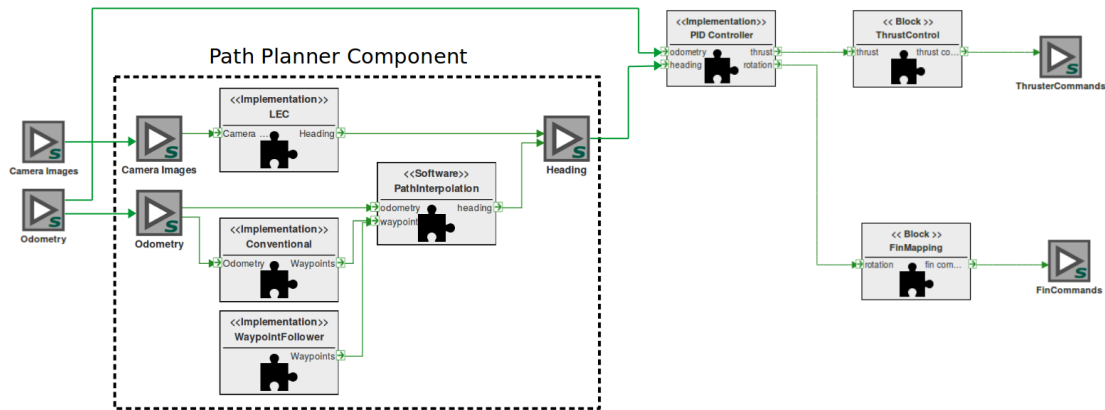 Path Planner Component
<<Implementation>>
PID Controller
odometry thrust
heading rotation
<< Block >>
ThrustControl
thrust thrust co...
ThrusterCommands
<<Implementation>>
LEC
Camera ... Heading
Camera Images
Camera Images
Heading
<<Software>>
PathInterpolation
odometry heading
waypoint
Odometry
Odometry
<<Implementation>>
Conventional
Odometry Waypoints
<<Implementation>>
WaypointFollower
Waypoints
<< Block >>
FinMapping
rotation fin com...
FinCommands
S
S
S
S
S
S
S